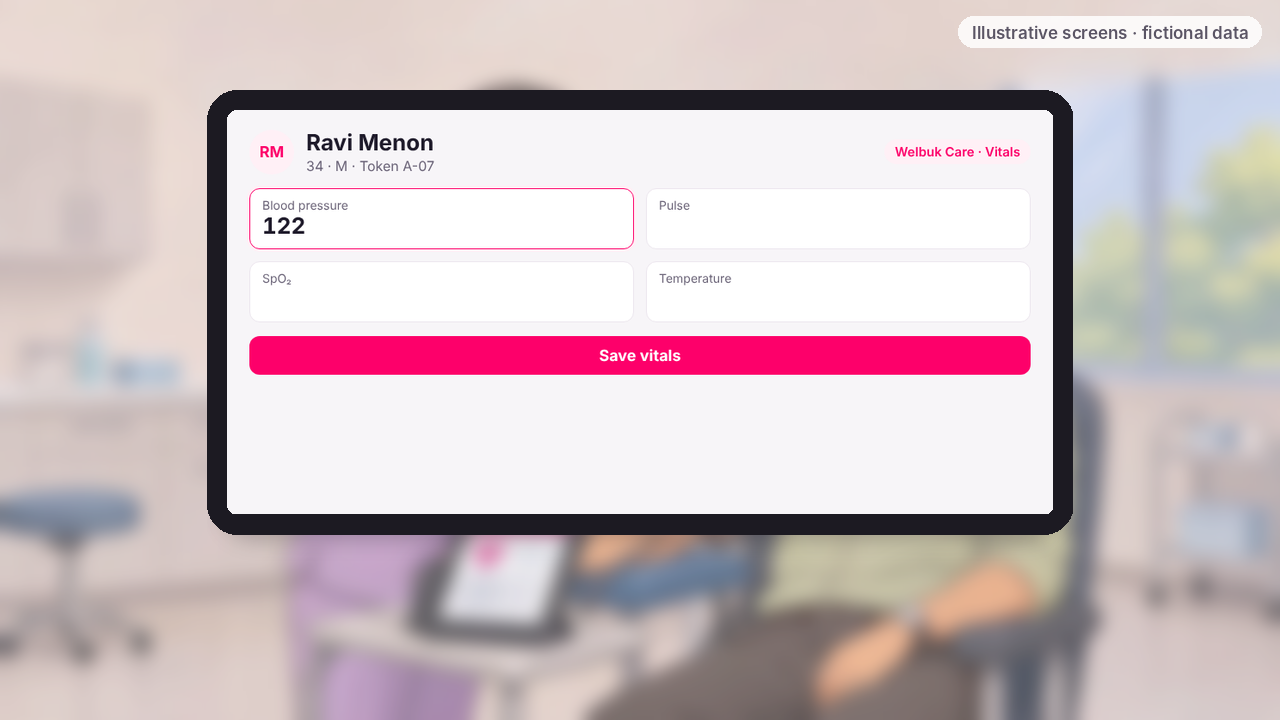 Illustrative screens · fictional data
RM
Ravi Menon
34 · M · Token A-07
Welbuk Care · Vitals
Blood pressure
122
Pulse
SpO₂
Temperature
Save vitals